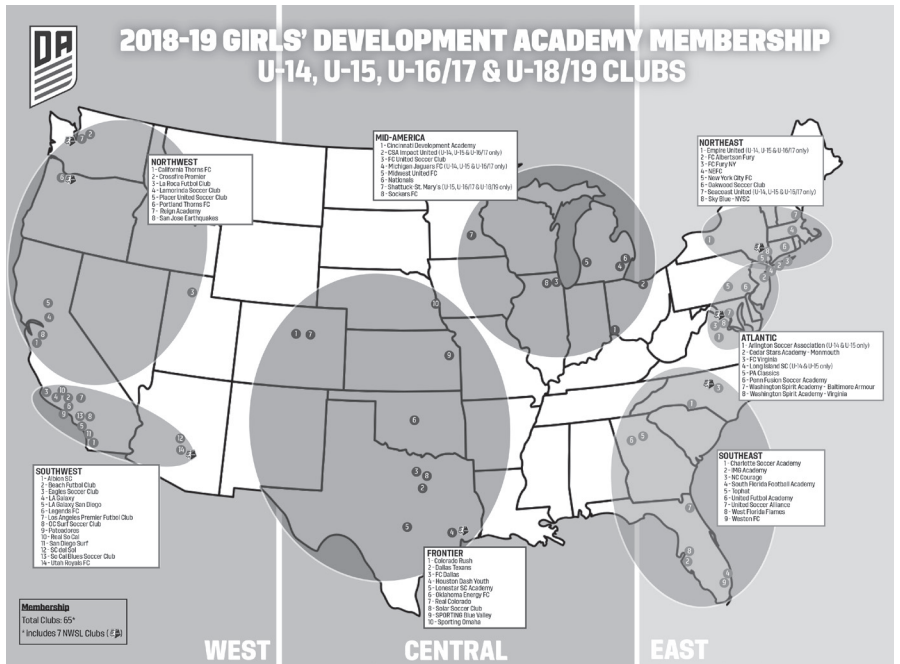 DA
2018-19 GIRLS' DEVELOPMENT ACADEMY MEMBERSHIP
U-14, U-15, U-16/17 & U-18/19 CLUBS
NORTHWEST
1 - California Thorns FC
2 - Crossfire Premier
3 - La Roca Futbol Club
4 - Lamorinda Soccer Club
5 - Placer United Soccer Club
6 - Portland Thorns FC
7 - Reign Academy
8 - San Jose Earthquakes
MID-AMERICA
1 - Cincinnati Development Academy
2 - CSA Impact United (U-14, U-15 & U-16/17 only)
3 - FC United Soccer Club
4 - Michigan Jaguars FC (U-14, U-15 & U-16/17 only)
5 - Midwest United FC
6 - Nationals
7 - Shattuck-St. Mary's (U-15, U-16/17 & U-18/19 only)
8 - Sockers FC
NORTHEAST
1 - Empire United (U-14, U-15 & U-16/17 only)
2 - FC Albertson Fury
3 - FC Fury NY
4 - NEFC
5 - New York City FC
6 - Oakwood Soccer Club
7 - Seacoast United (U-14, U-15 & U-16/17 only)
8 - Sky Blue - NYSC
ATLANTIC
1 - Arlington Soccer Association (U-14 & U-15 only)
2 - Cedar Stars Academy - Monmouth
3 - FC Virginia
4 - Long Island SC (U-14 & U-15 only)
5 - PA Classics
6 - Penn Fusion Soccer Academy
7 - Washington Spirit Academy - Baltimore Armour
8 - Washington Spirit Academy - Virginia
SOUTHWEST
1 - Albion SC
2 - Beach Futbol Club
3 - Eagles Soccer Club
4 - LA Galaxy
5 - LA Galaxy San Diego
6 - Legends FC
7 - Los Angeles Premier Futbol Club
8 - OC Surf Soccer Club
9 - Pateadores
10 - Real So Cal
11 - San Diego Surf
12 - SC del Sol
13 - So Cal Blues Soccer Club
14 - Utah Royals FC
SOUTHEAST
1 - Charlotte Soccer Academy
2 - IMG Academy
3 - NC Courage
4 - South Florida Football Academy
5 - Tophat
6 - United Futbol Academy
7 - United Soccer Alliance
8 - West Florida Flames
9 - Weston FC
FRONTIER
1 - Colorado Rush
2 - Dallas Texans
3 - FC Dallas
4 - Houston Dash Youth
5 - Lonestar SC Academy
6 - Oklahoma Energy FC
7 - Real Colorado
8 - Solar Soccer Club
9 - SPORTING Blue Valley
10 - Sporting Omaha
Membership
Total Clubs: 65*
* includes 7 NWSL Clubs ( )
WEST
CENTRAL
EAST